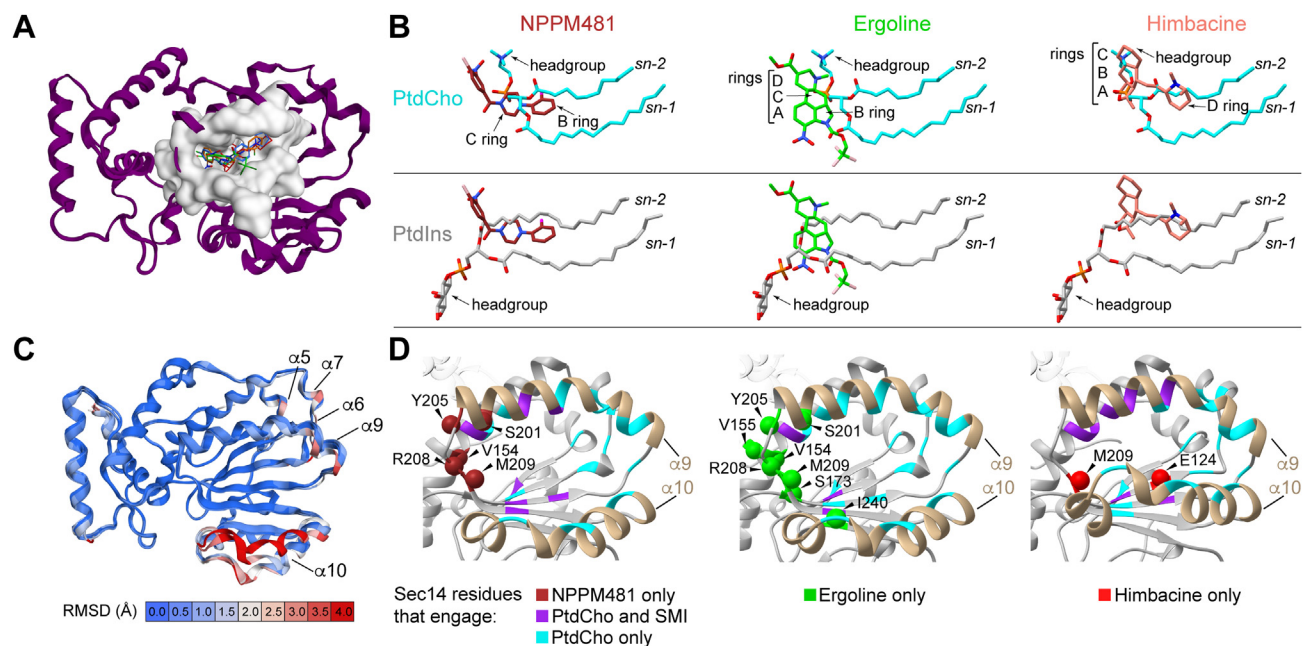 A
B
NPPM481
Ergoline
Himbacine
headgroup
sn-2
PtdCho
sn-1
B ring
C ring
rings
D
C
A
headgroup
sn-2
sn-1
B ring
rings
C
B
A
headgroup
sn-2
sn-1
D ring
PtdIns
sn-2
sn-1
headgroup
sn-2
sn-1
headgroup
sn-2
sn-1
headgroup
C
α5
α7
α6
α9
α10
RMSD (Å)
0.0 0.5 1.0 1.5 2.0 2.5 3.0 3.5 4.0
D
Y205
S201
V154
R208
M209
α9
α10
Y205
V155
S201
V154
R208
M209
S173
I240
α9
α10
M209
E124
α9
α10
Sec14 residues
that engage:
NPPM481 only
PtdCho and SMI
PtdCho only
Ergoline only
Himbacine only